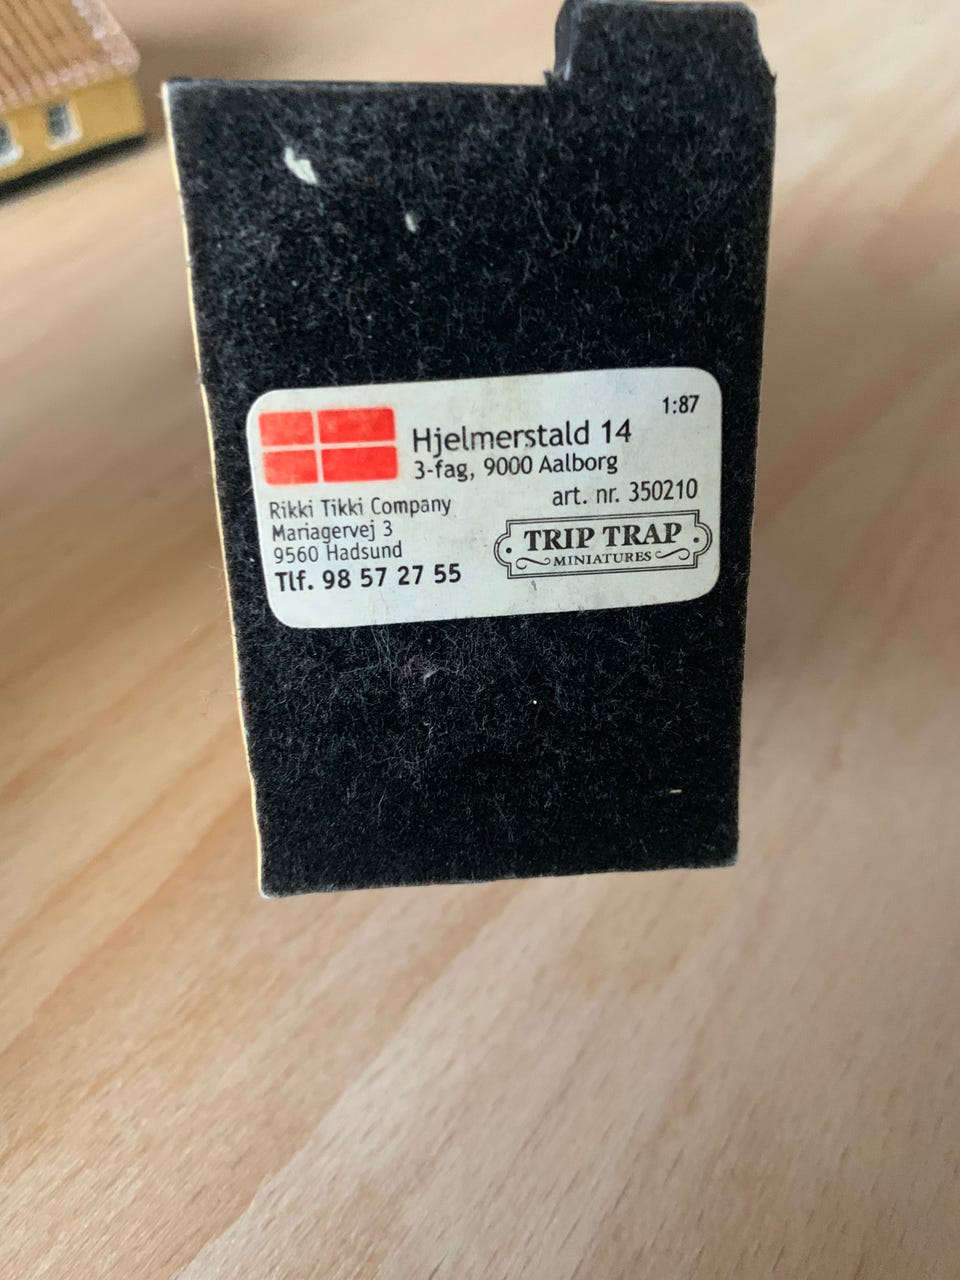 1:87
Hjelmerstald 14
3-fag, 9000 Aalborg
art. nr. 350210
Rikki Tikki Company
Mariagervej 3
9560 Hadsund
Tlf. 98 57 27 55
TRIP TRAP
MINIATURES